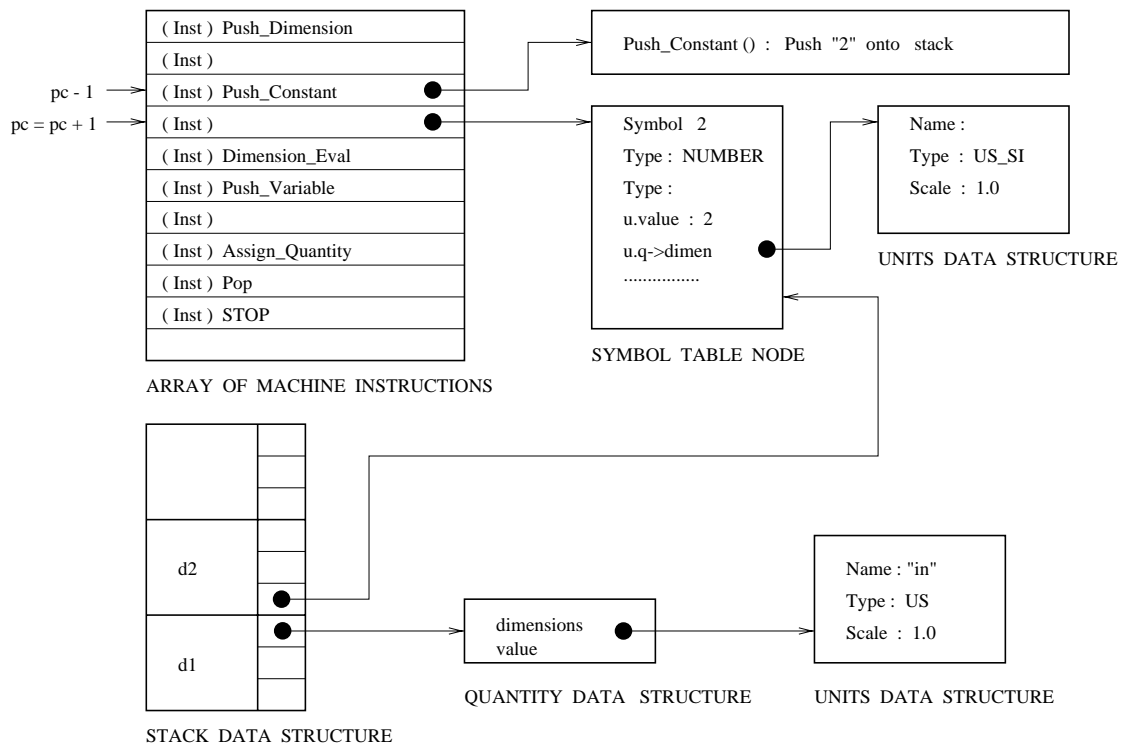 ( Inst ) Push_Dimension
( Inst )
pc - 1
( Inst ) Push_Constant
pc = pc + 1
( Inst )
( Inst ) Dimension_Eval
( Inst ) Push_Variable
( Inst )
( Inst ) Assign_Quantity
( Inst ) Pop
( Inst ) STOP
ARRAY OF MACHINE INSTRUCTIONS
Push_Constant () : Push "2" onto stack
Symbol 2
Type : NUMBER
Type :
u.value : 2
u.q->dimen
................
SYMBOL TABLE NODE
Name :
Type : US_SI
Scale : 1.0
UNITS DATA STRUCTURE
d2
d1
STACK DATA STRUCTURE
dimensions
value
QUANTITY DATA STRUCTURE
Name : "in"
Type : US
Scale : 1.0
UNITS DATA STRUCTURE